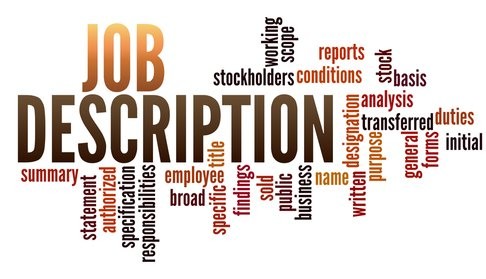 JOB
DESCRIPTION
working
scope
reports
stockholders
conditions
stock
basis
analysis
designation
transferred
duties
purpose
general
forms
initial
summary
statement
authorized
specification
responsibilities
employee
broad
title
specific
findings
sold
public
business
name
written